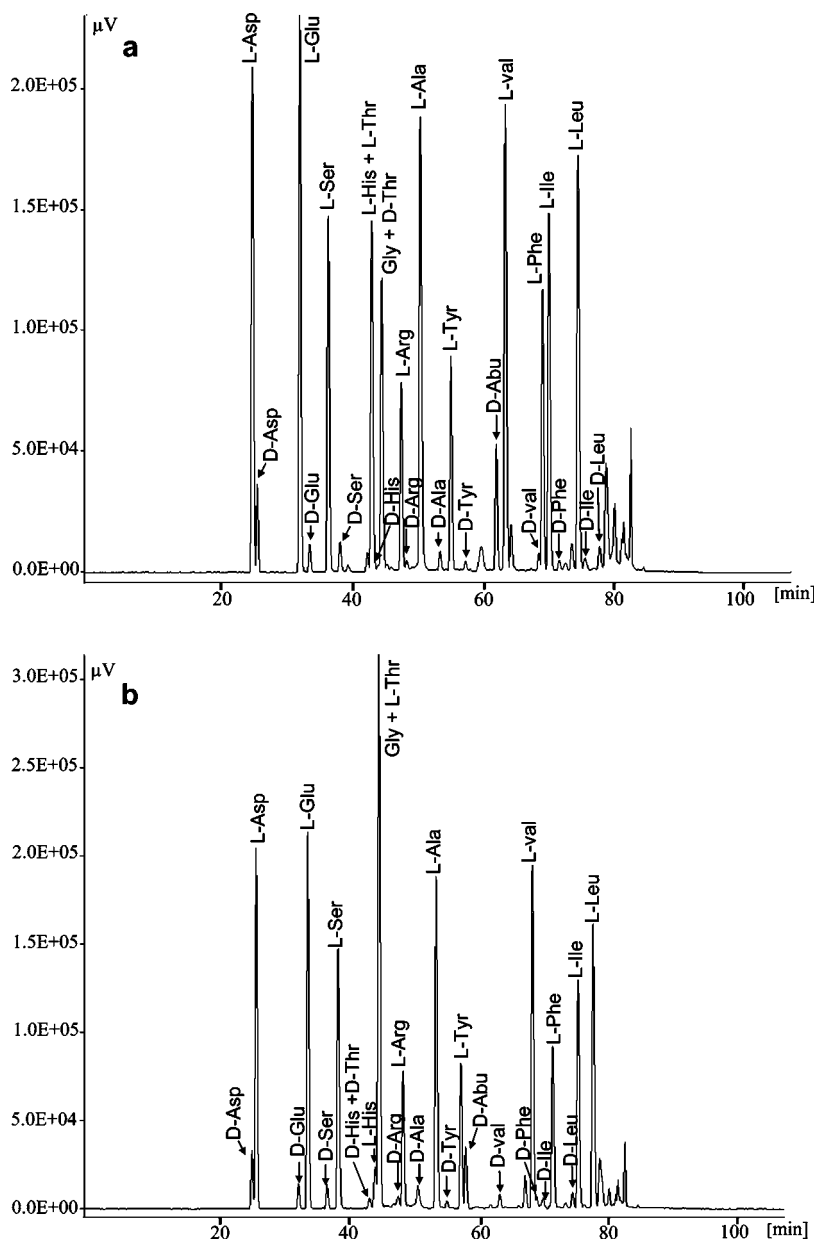 µV
a
2.0E+05
1.5E+05
1.0E+05
5.0E+04
0.0E+00
L-Asp
D-Asp
L-Glu
D-Glu
L-Ser
D-Ser
L-His + L-Thr
D-His
Gly + D-Thr
L-Arg
D-Arg
L-Ala
D-Ala
L-Tyr
D-Tyr
D-Abu
L-val
D-val
L-Phe
L-Ile
D-Phe
L-Leu
D-Ile
D-Leu
20
40
60
80
100
[min]
µV
b
3.0E+05
2.5E+05
2.0E+05
1.5E+05
1.0E+05
5.0E+04
0.0E+00
D-Asp
L-Asp
D-Glu
L-Glu
D-Ser
L-Ser
D-His +D-Thr
L-His
Gly + L-Thr
D-Arg
L-Arg
D-Ala
L-Ala
D-Tyr
L-Tyr
D-Abu
D-val
D-Phe
L-val
D-Ile
L-Phe
D-Leu
L-Ile
L-Leu
20
40
60
80
100
[min]